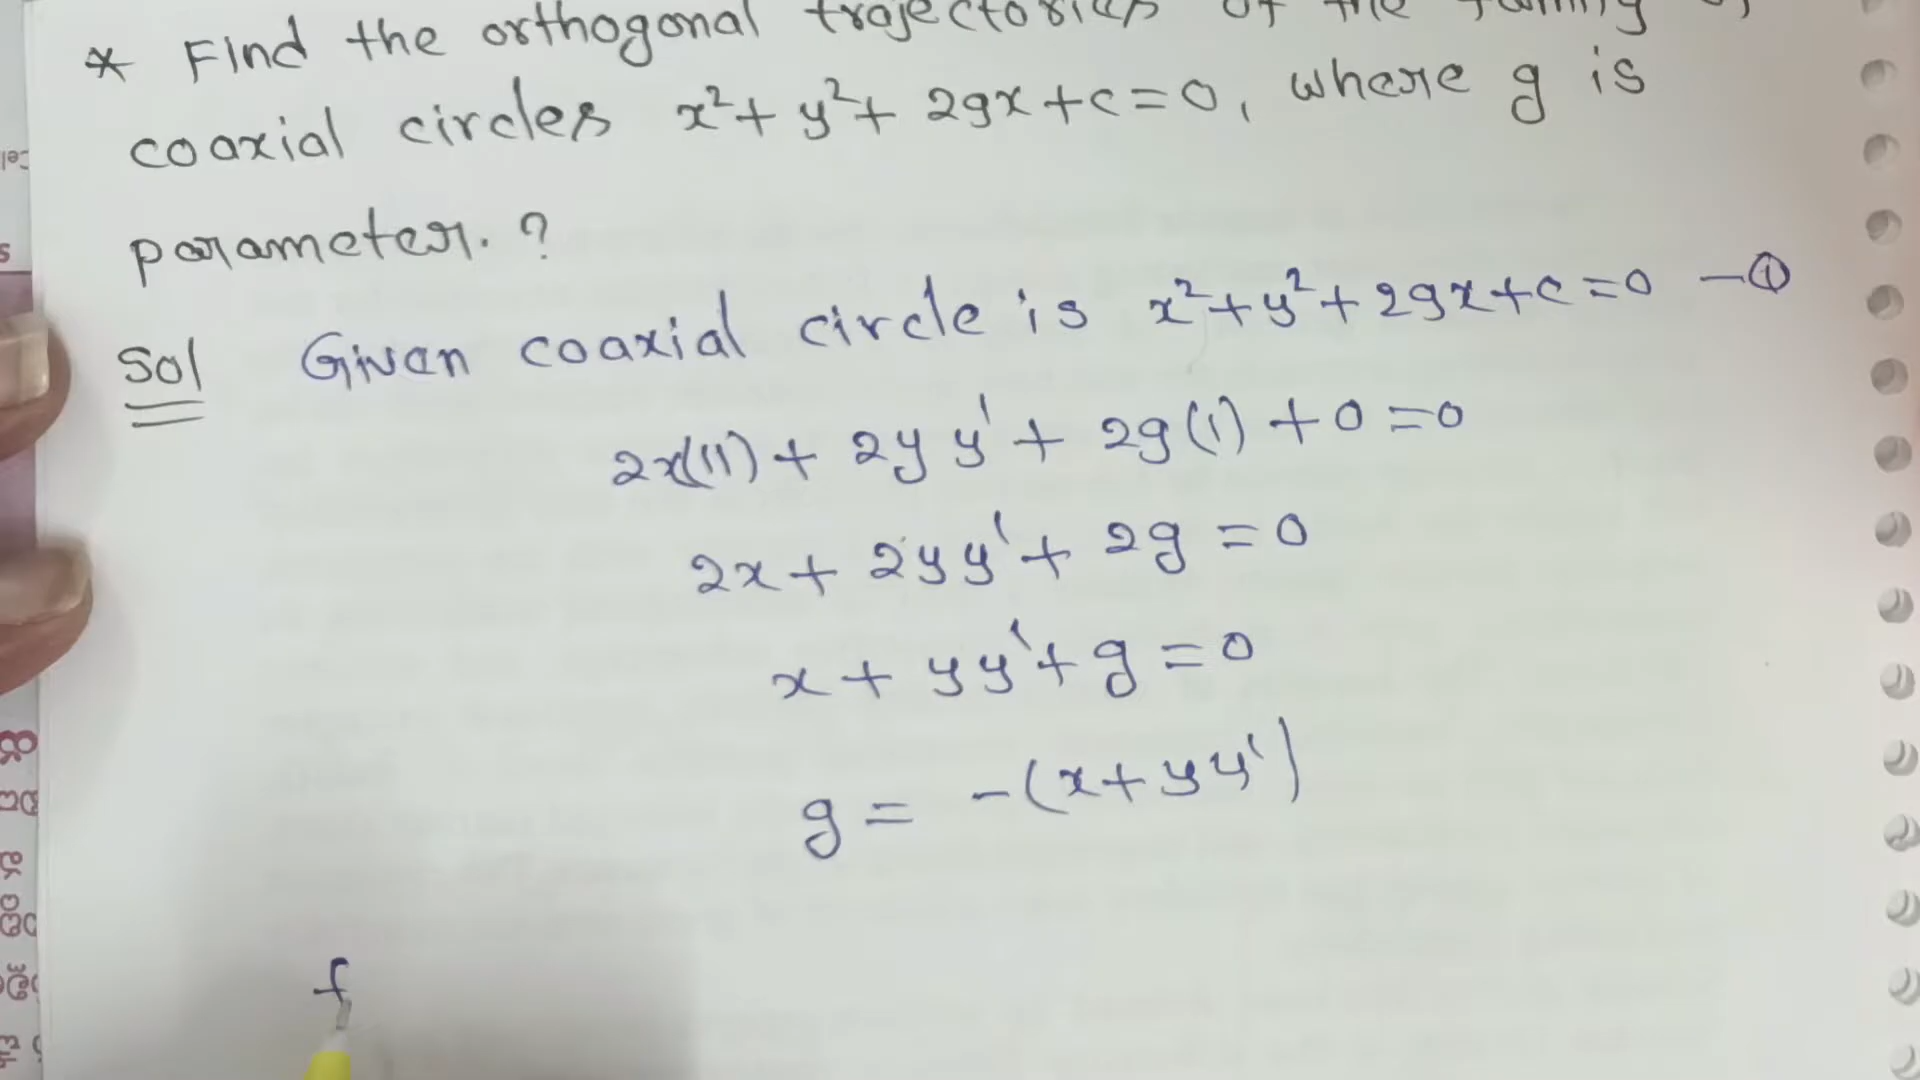 * Find the orthogonal trajectories of the family of
coaxial circles x²+ y²+ 2gx+c=0, where g is
parameter. ?
Sol Given coaxial circle is x²+y²+2gx+c=0 —①
2x(1)+ 2y y'+ 2g(1) +0=0
2x+ 2yy'+ 2g =0
x+ yy'+g=0
g= -(x+yy')
f